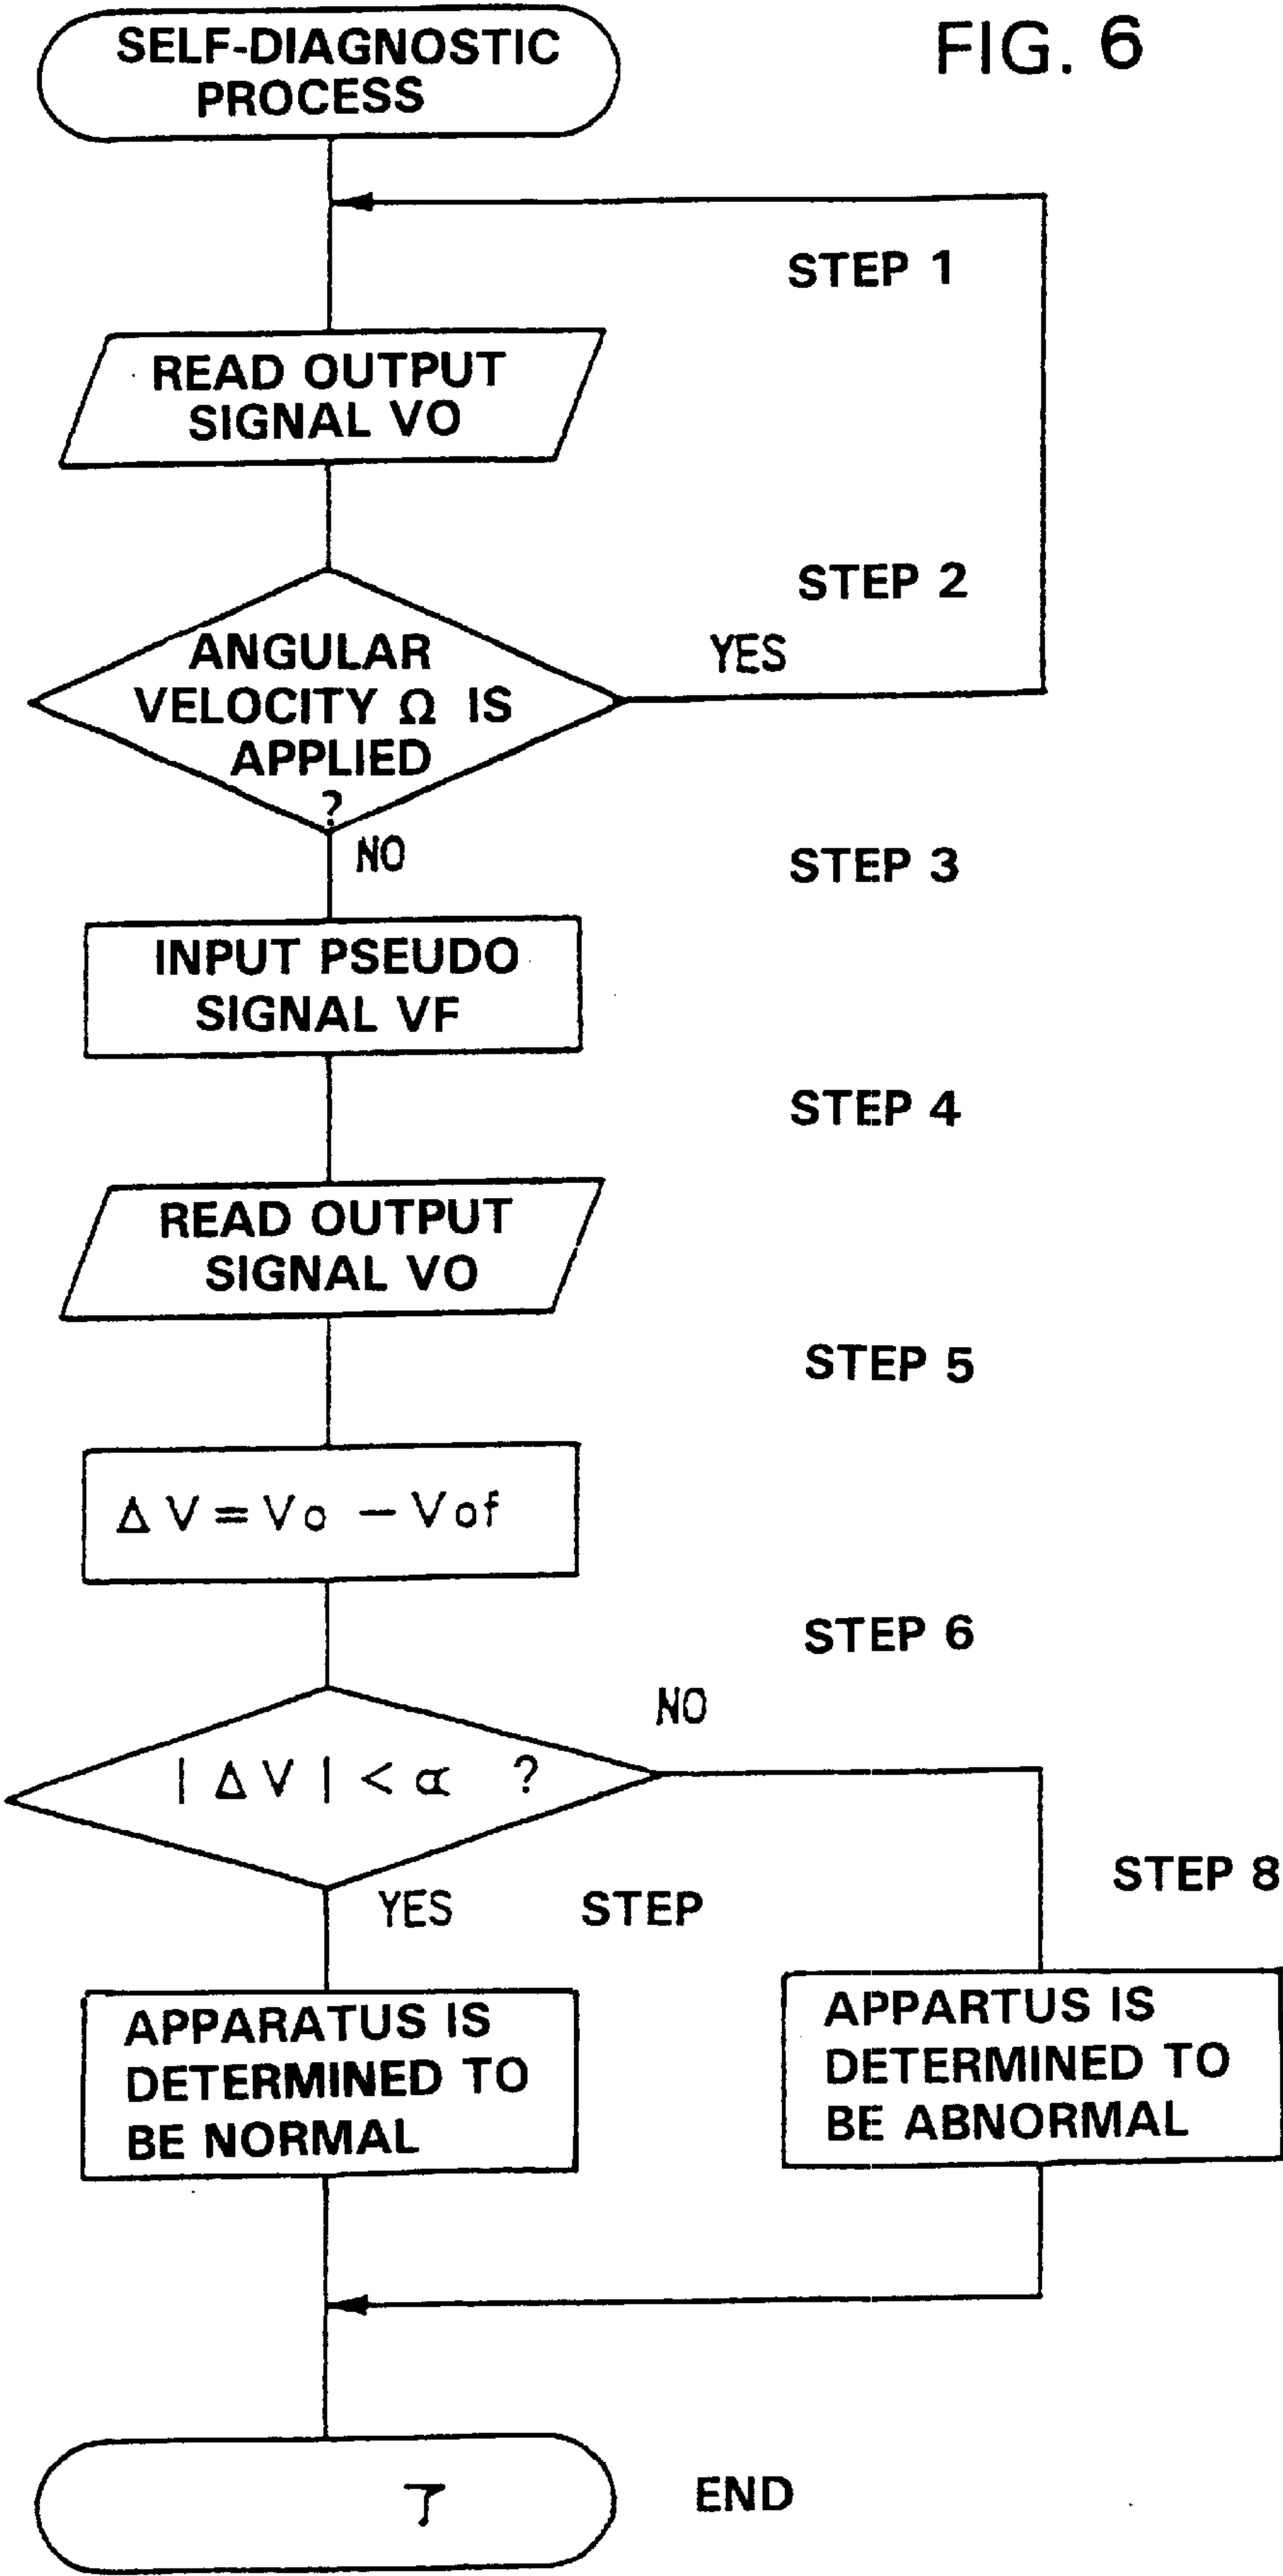 FIG. 6
SELF-DIAGNOSTIC
PROCESS
STEP 1
READ OUTPUT
SIGNAL VO
STEP 2
ANGULAR
VELOCITY Ω IS
APPLIED
?
YES
NO
STEP 3
INPUT PSEUDO
SIGNAL VF
STEP 4
READ OUTPUT
SIGNAL VO
STEP 5
ΔV=Vo －Vof
STEP 6
|ΔV|<α ?
NO
YES
STEP
STEP 8
APPARATUS IS
DETERMINED TO
BE NORMAL
APPARTUS IS
DETERMINED TO
BE ABNORMAL
END